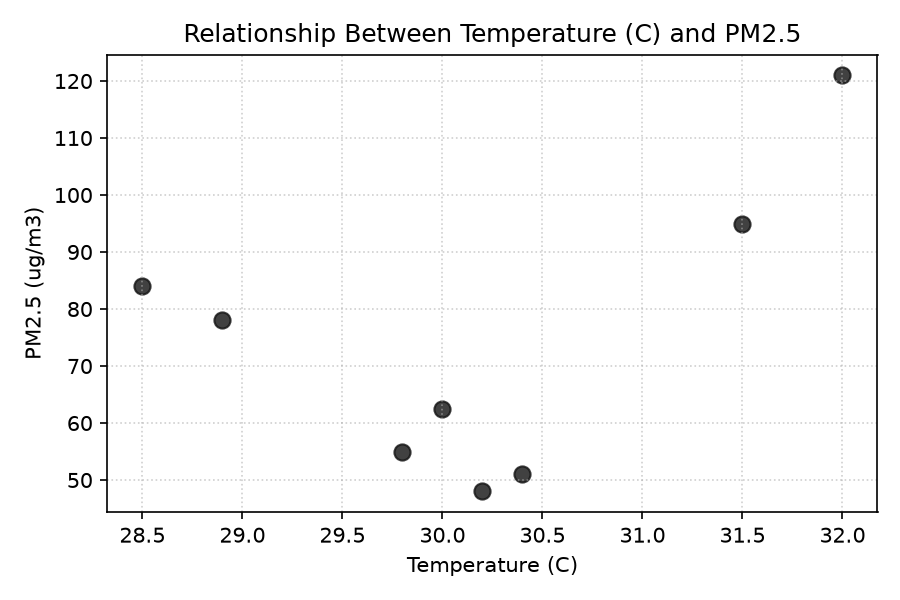 Relationship Between Temperature (C) and PM2.5
PM2.5 (ug/m3)
120
110
100
90
80
70
60
50
28.5 29.0 29.5 30.0 30.5 31.0 31.5 32.0
Temperature (C)